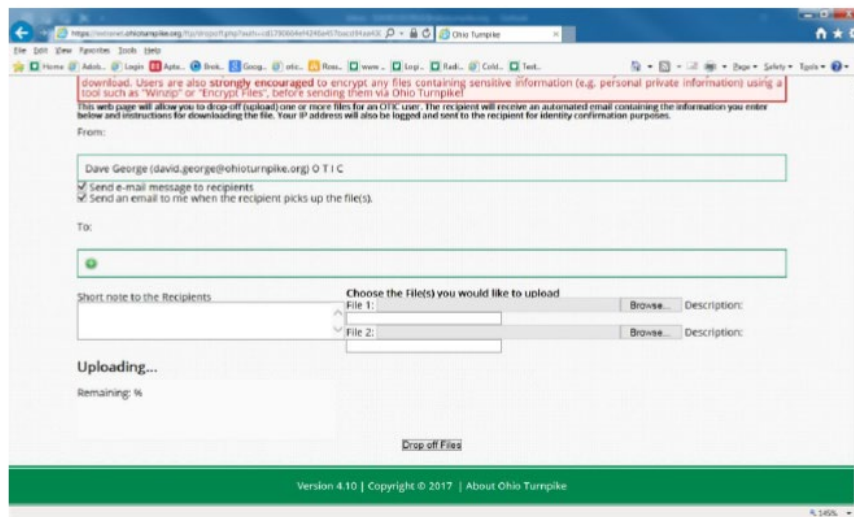 Ohio Turnpike
File Edit View Favorites Tools Help
Home Login Page Safety Tools
download. Users are also strongly encouraged to encrypt any files containing sensitive information (e.g. personal private information) using a
tool such as "Winzip" or "Encrypt Files", before sending them via Ohio Turnpike!
This web page will allow you to drop-off (upload) one or more files for an OTIC user. The recipient will receive an automated email containing the information you enter
below and instructions for downloading the file. Your IP address will also be logged and sent to the recipient for identity confirmation purposes.
From:
Dave George (david.george@ohioturnpike.org) O T I C
Send e-mail message to recipients
Send an email to me when the recipient picks up the file(s).
To:
Short note to the Recipients
Choose the File(s) you would like to upload
File 1: Browse... Description:
File 2: Browse... Description:
Uploading...
Remaining: %
Drop off Files
Version 4.10 | Copyright © 2017 | About Ohio Turnpike
145%